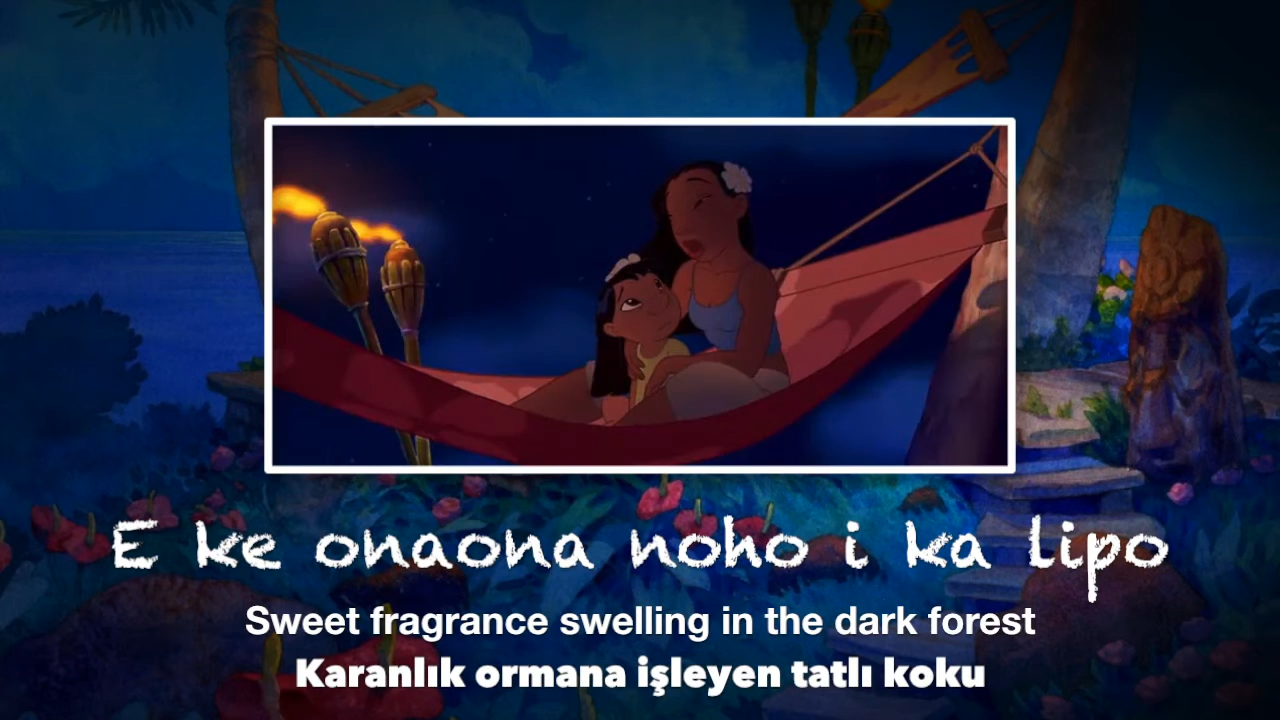 E ke onaona noho i ka lipo
Sweet fragrance swelling in the dark forest
Karanlık ormana işleyen tatlı koku